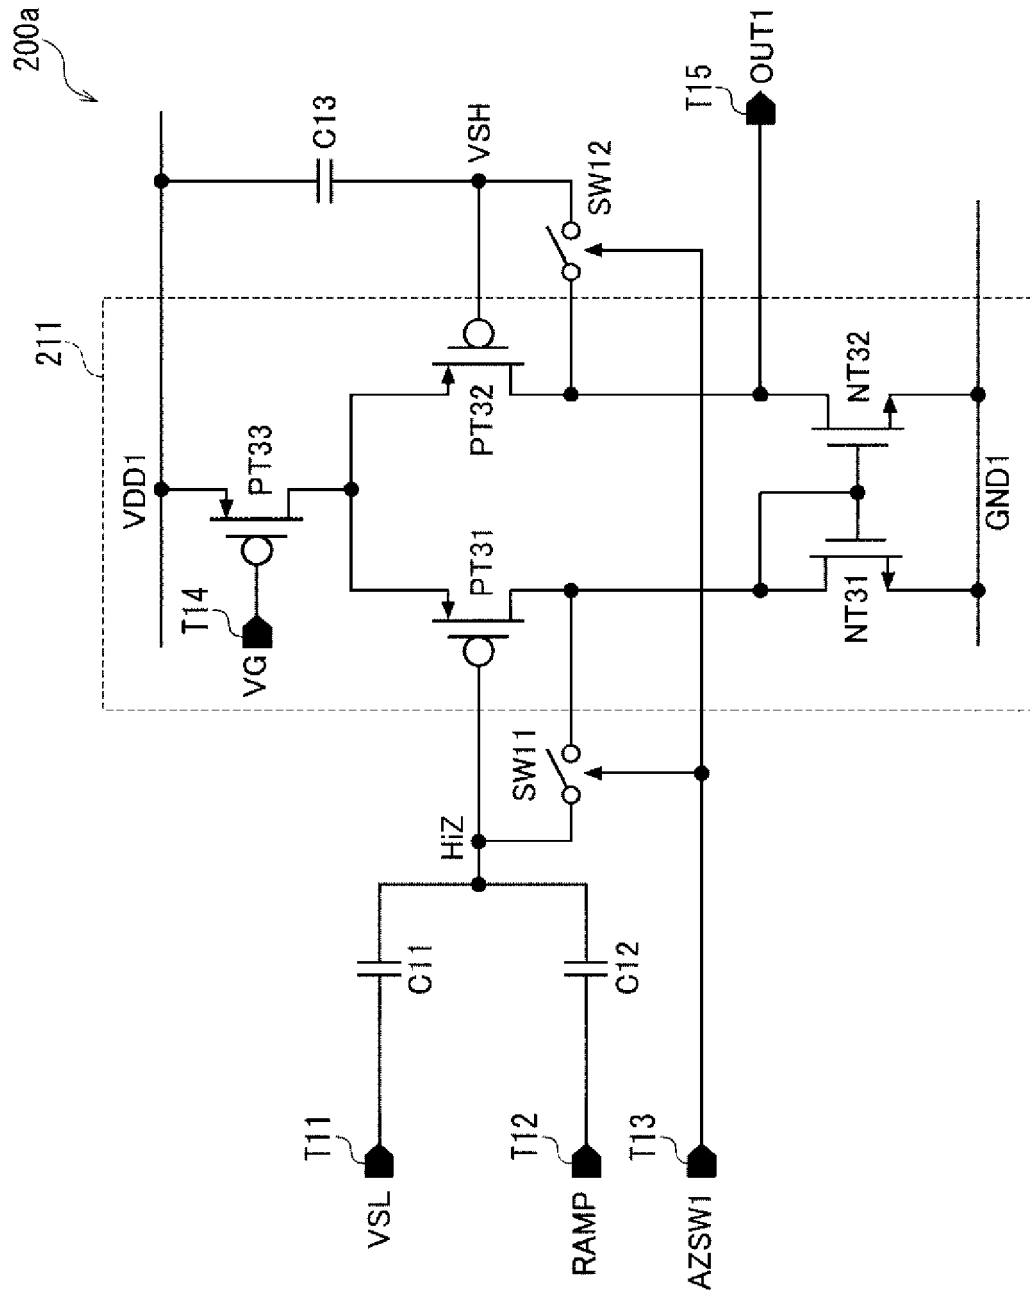 200a
211
VDD1
C13
VSH
SW12
T15
OUT1
T14
VG
PT33
PT31
PT32
SW11
HiZ
NT31
NT32
GND1
T11
VSL
C11
T12
RAMP
C12
T13
AZSW1